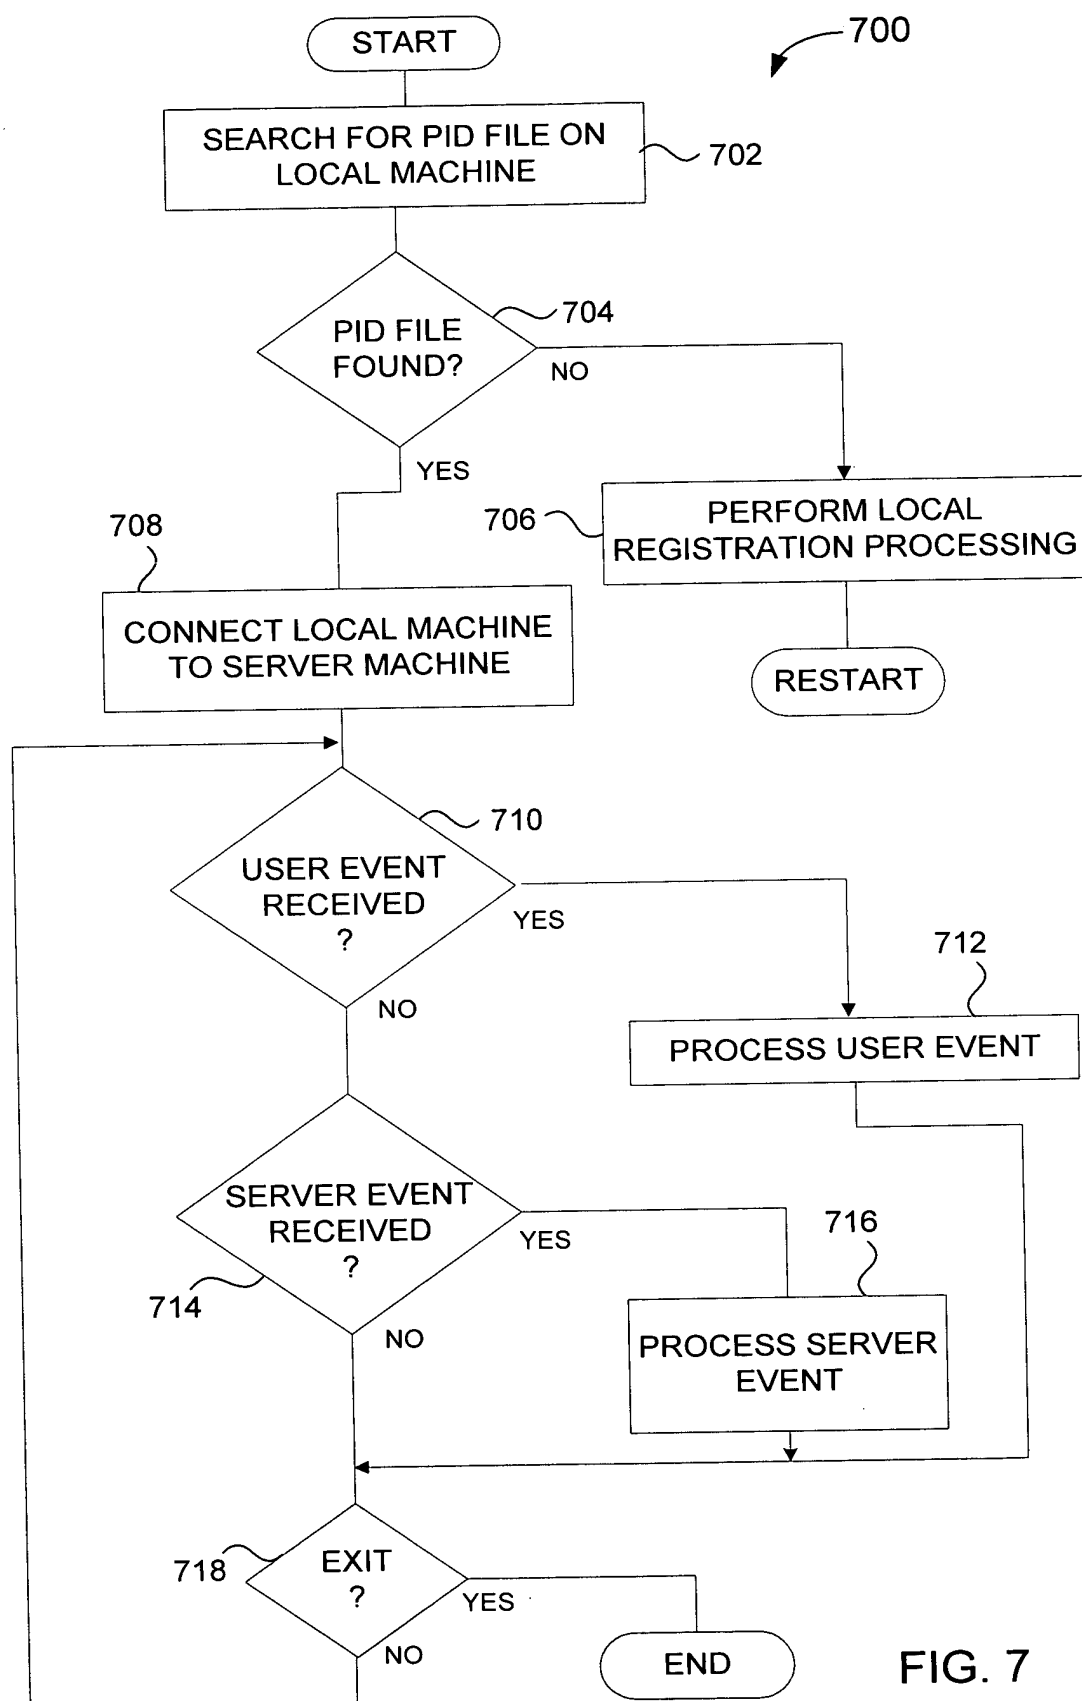 START
700
SEARCH FOR PID FILE ON
LOCAL MACHINE
702
704
PID FILE
FOUND?
NO
YES
708
706
PERFORM LOCAL
REGISTRATION PROCESSING
CONNECT LOCAL MACHINE
TO SERVER MACHINE
RESTART
710
USER EVENT
RECEIVED
?
YES
NO
712
PROCESS USER EVENT
SERVER EVENT
RECEIVED
?
YES
714
NO
716
PROCESS SERVER
EVENT
718
EXIT
?
YES
NO
END
FIG. 7